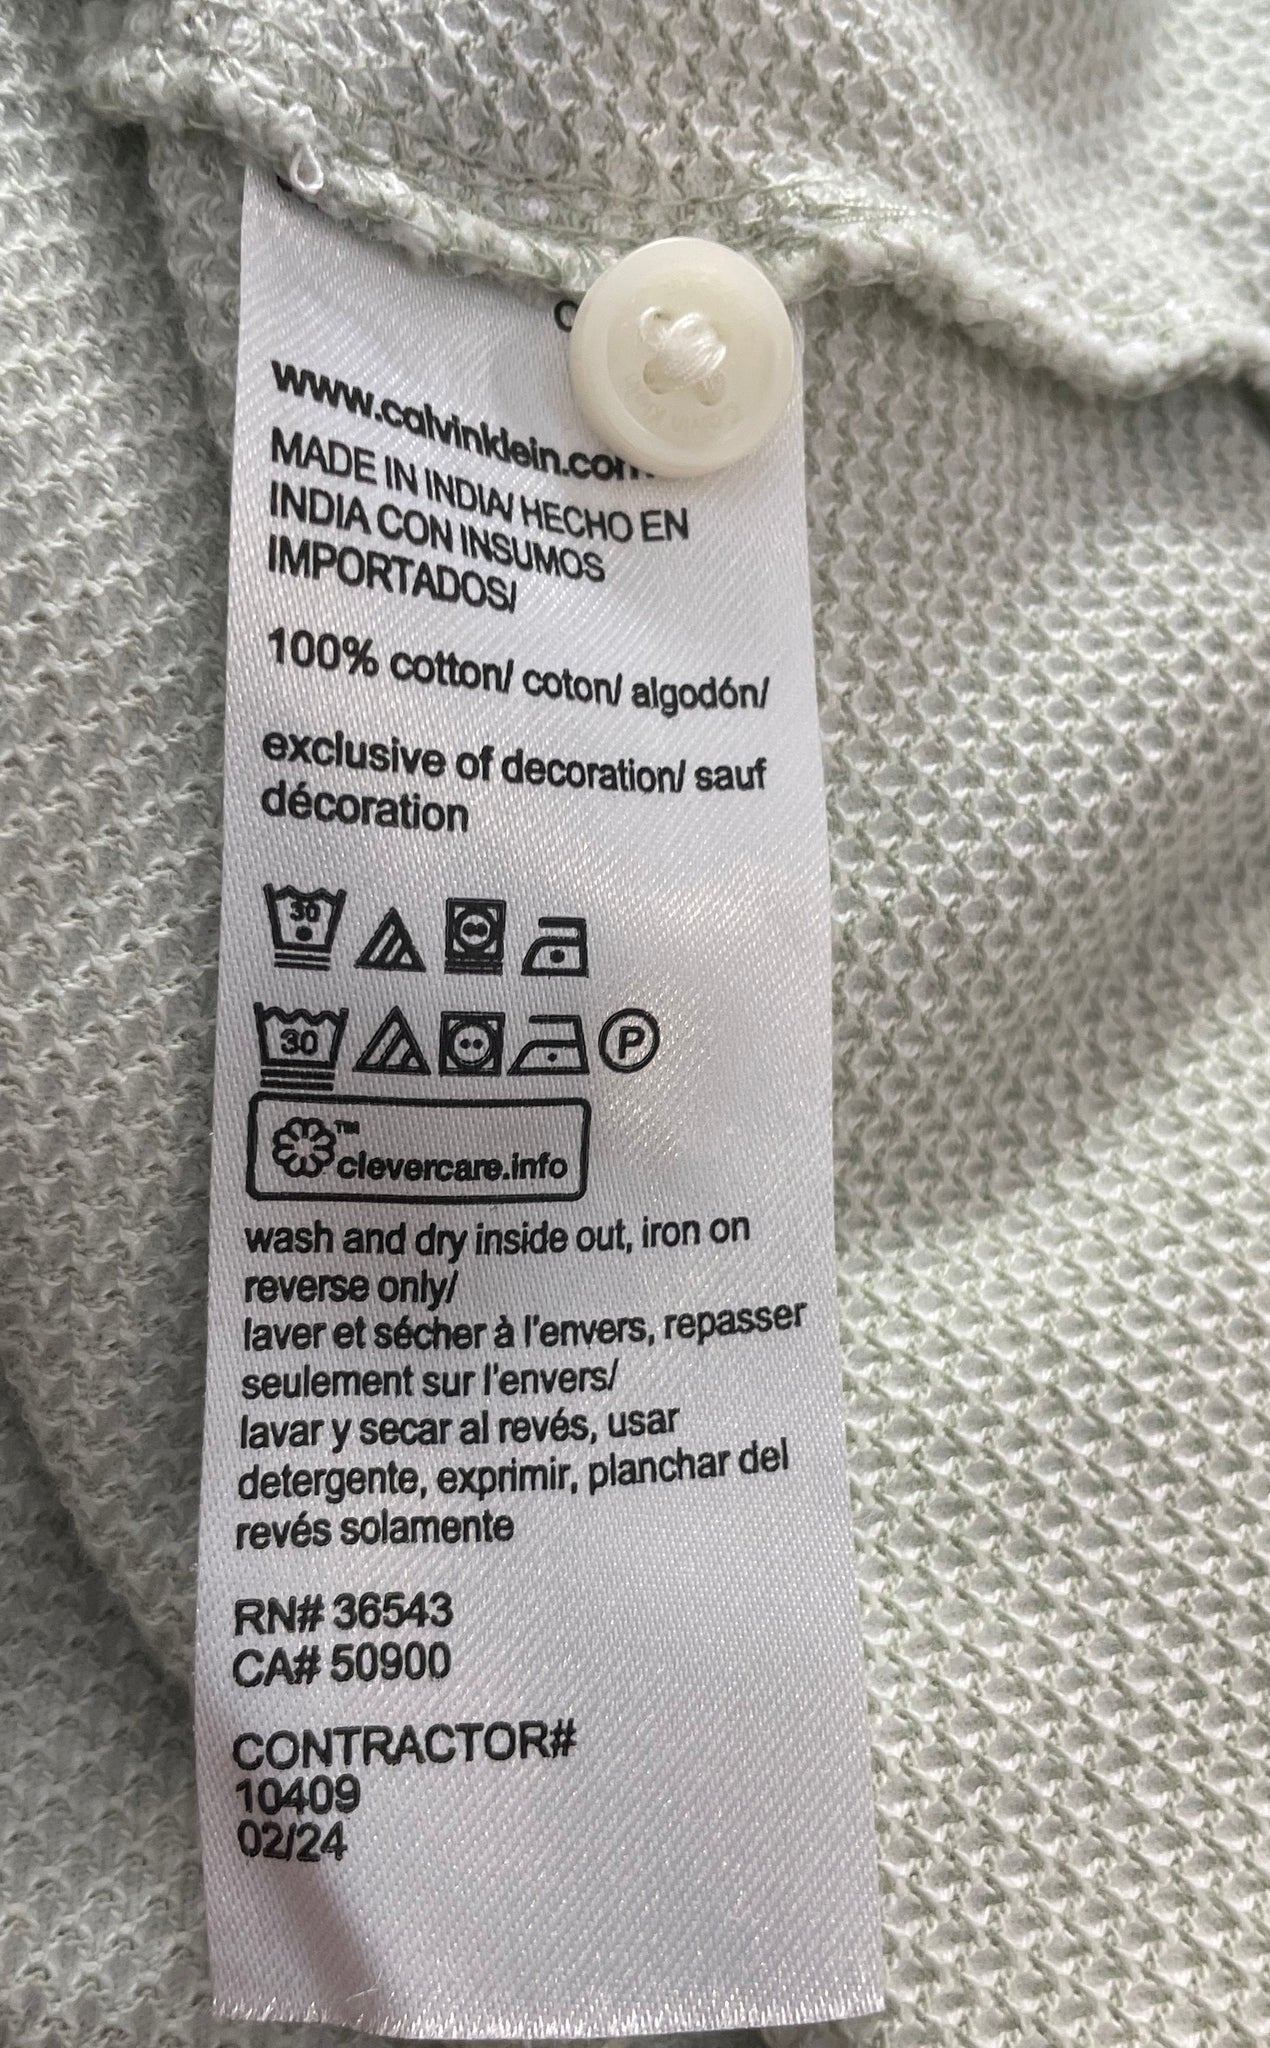 www.calvinklein.com
MADE IN INDIA/ HECHO EN
INDIA CON INSUMOS
IMPORTADOS/
100% cotton/ coton/ algodón/
exclusive of decoration/ sauf
décoration
30
30 P
™
clevercare.info
wash and dry inside out, iron on
reverse only/
laver et sécher à l'envers, repasser
seulement sur l'envers/
lavar y secar al revés, usar
detergente, exprimir, planchar del
revés solamente
RN# 36543
CA# 50900
CONTRACTOR#
10409
02/24